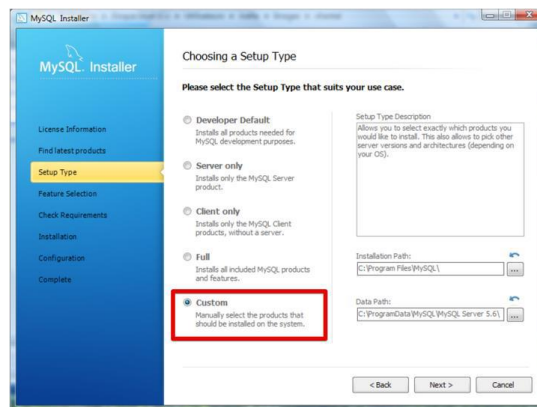 MySQL Installer
MySQL. Installer
License Information
Find latest products
Setup Type
Feature Selection
Check Requirements
Installation
Configuration
Complete
Choosing a Setup Type
Please select the Setup Type that suits your use case.
Developer Default
Installs all products needed for
MySQL development purposes.
Server only
Installs only the MySQL Server
product.
Client only
Installs only the MySQL Client
products, without a server.
Full
Installs all included MySQL products
and features.
Custom
Manually select the products that
should be installed on the system.
Setup Type Description
Allows you to select exactly which products you
would like to install. This also allows to pick other
server versions and architectures (depending on
your OS).
Installation Path:
C:\Program Files\MySQL\
...
Data Path:
C:\ProgramData\MySQL\MySQL Server 5.6\
...
< Back
Next >
Cancel